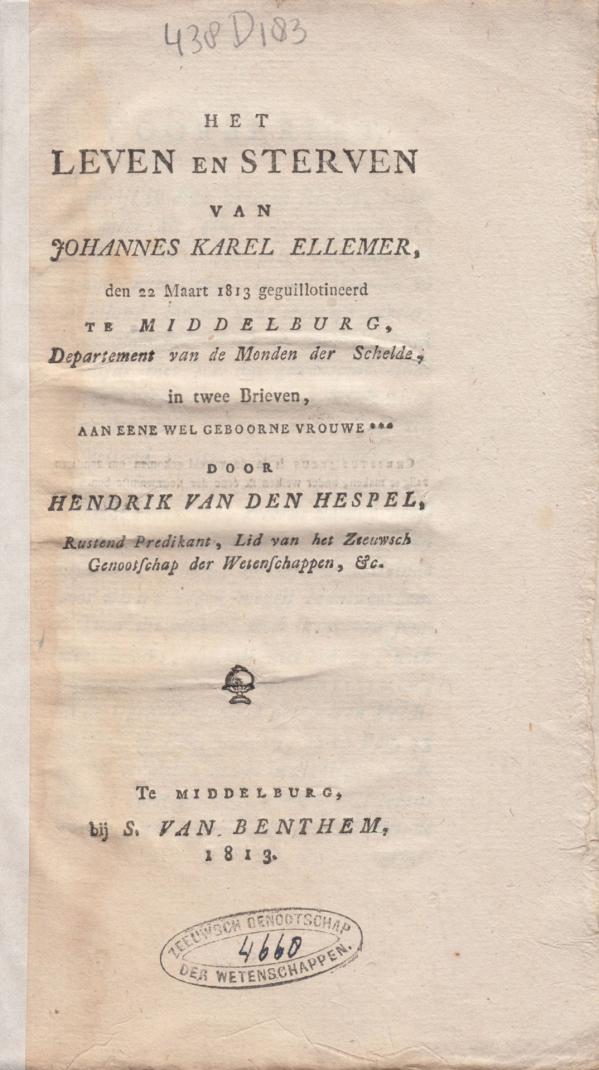 438D183
HET
LEVEN EN STERVEN
VAN
JOHANNES KAREL ELLEMER,
den 22 Maart 1813 geguillotineerd
TE MIDDELBURG,
Departement van de Monden der Schelde,
in twee Brieven,
AAN EENE WEL GEBOORNE VROUWE ***
DOOR
HENDRIK VAN DEN HESPEL,
Rustend Predikant, Lid van het Zeeuwsch
Genootſchap der Wetenſchappen, &c.
Te MIDDELBURG,
bij S. VAN BENTHEM,
1813.
ZEEUWSCH GENOOTSCHAP
4660
DER WETENSCHAPPEN.